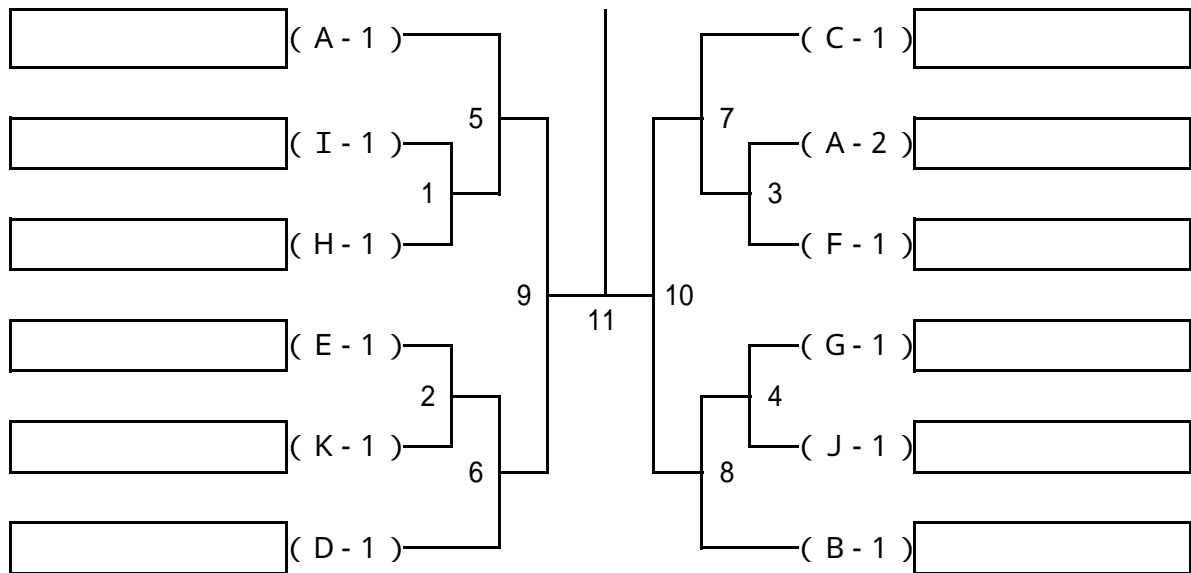 ( A - 1 )
( C - 1 )
5
7
( I - 1 )
( A - 2 )
1
3
( H - 1 )
( F - 1 )
9
10
11
( E - 1 )
( G - 1 )
2
4
( K - 1 )
( J - 1 )
6
8
( D - 1 )
( B - 1 )